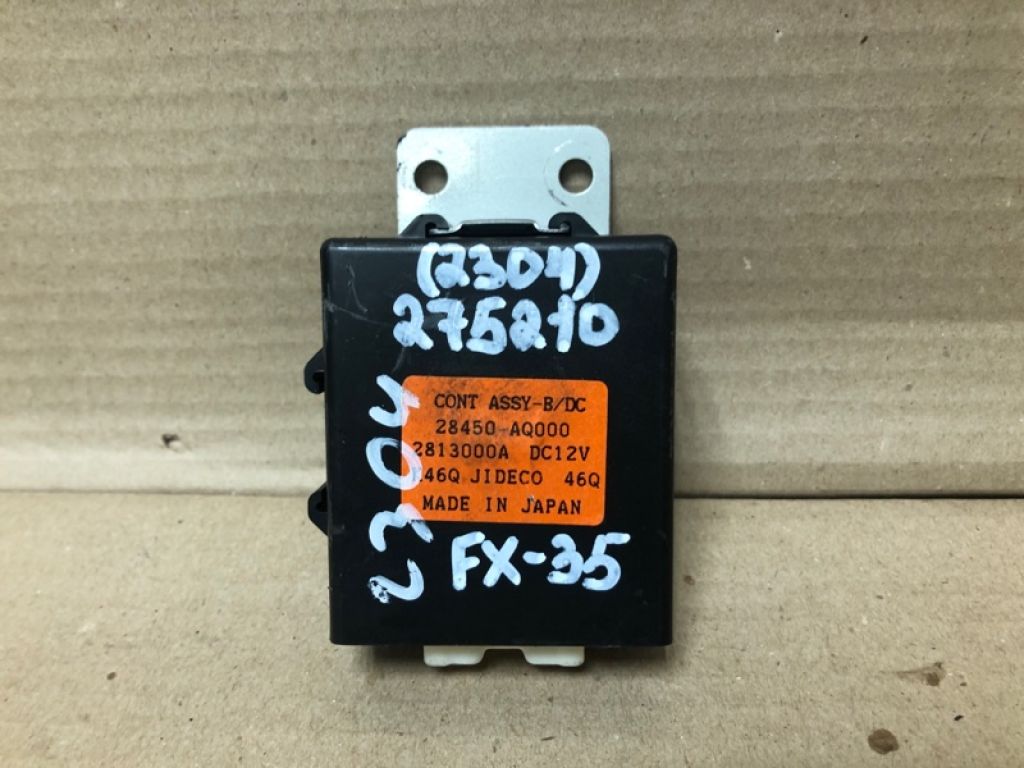 (2304)
275210
CONT ASSY-B/DC
28450-AQ000
2813000A DC12V
46Q JIDECO 46Q
MADE IN JAPAN
2304
FX-35